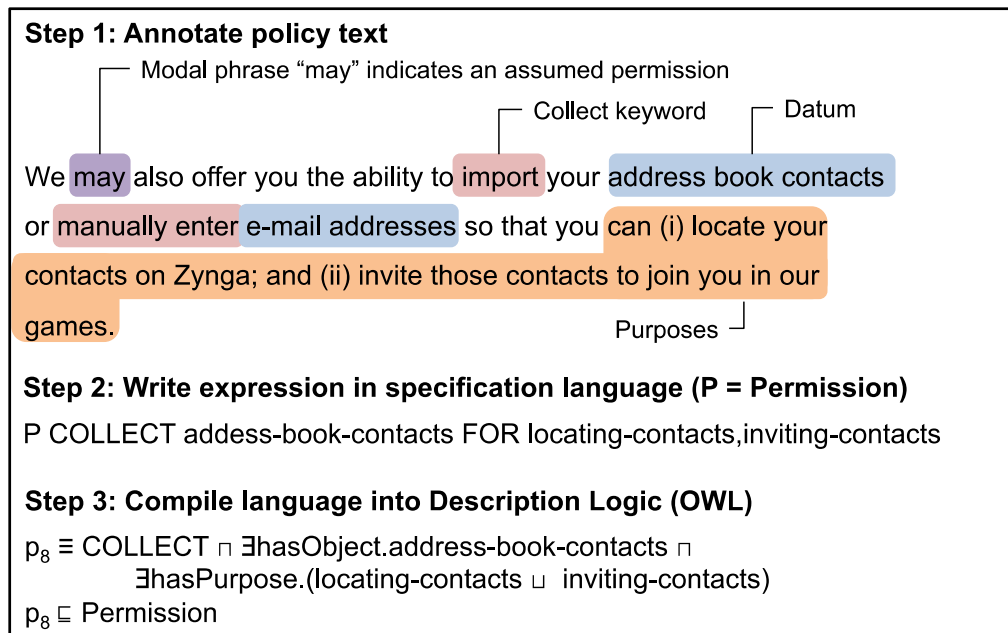 Step 1: Annotate policy text
Modal phrase “may” indicates an assumed permission
Collect keyword
Datum
We may also offer you the ability to import your address book contacts
or manually enter e-mail addresses so that you can (i) locate your
contacts on Zynga; and (ii) invite those contacts to join you in our
games.
Purposes
Step 2: Write expression in specification language (P = Permission)
P COLLECT addess-book-contacts FOR locating-contacts,inviting-contacts
Step 3: Compile language into Description Logic (OWL)
p₈ ≡ COLLECT ⊓ ∃hasObject.address-book-contacts ⊓
∃hasPurpose.(locating-contacts ⊔ inviting-contacts)
p₈ ⊑ Permission